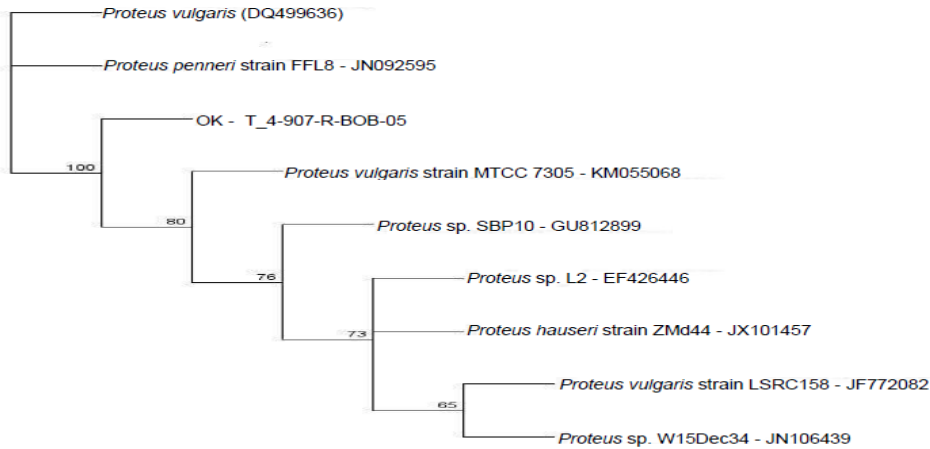 Proteus vulgaris (DQ499636)
Proteus penneri strain FFL8 - JN092595
OK - T_4-907-R-BOB-05
100
Proteus vulgaris strain MTCC 7305 - KM055068
80
Proteus sp. SBP10 - GU812899
76
Proteus sp. L2 - EF426446
Proteus hauseri strain ZMd44 - JX101457
73
Proteus vulgaris strain LSRC158 - JF772082
65
Proteus sp. W15Dec34 - JN106439